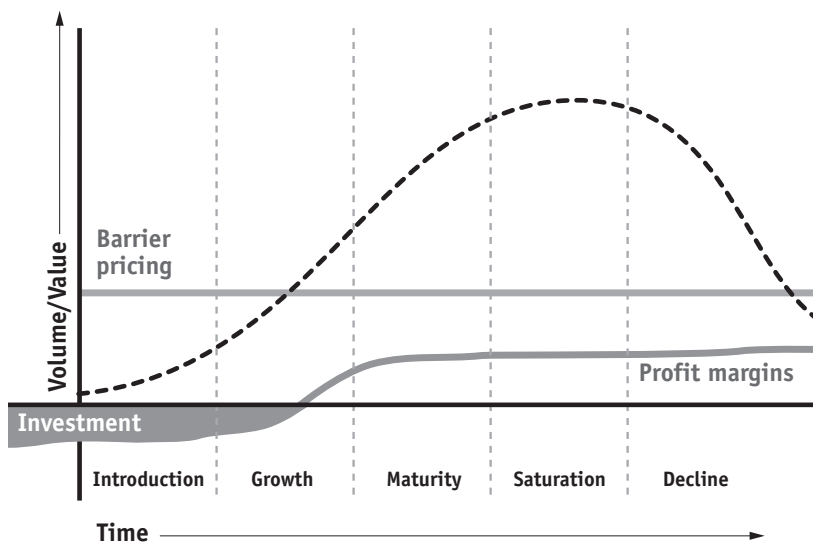 Volume/Value
Barrier
pricing
Profit margins
Investment
Introduction
Growth
Maturity
Saturation
Decline
Time